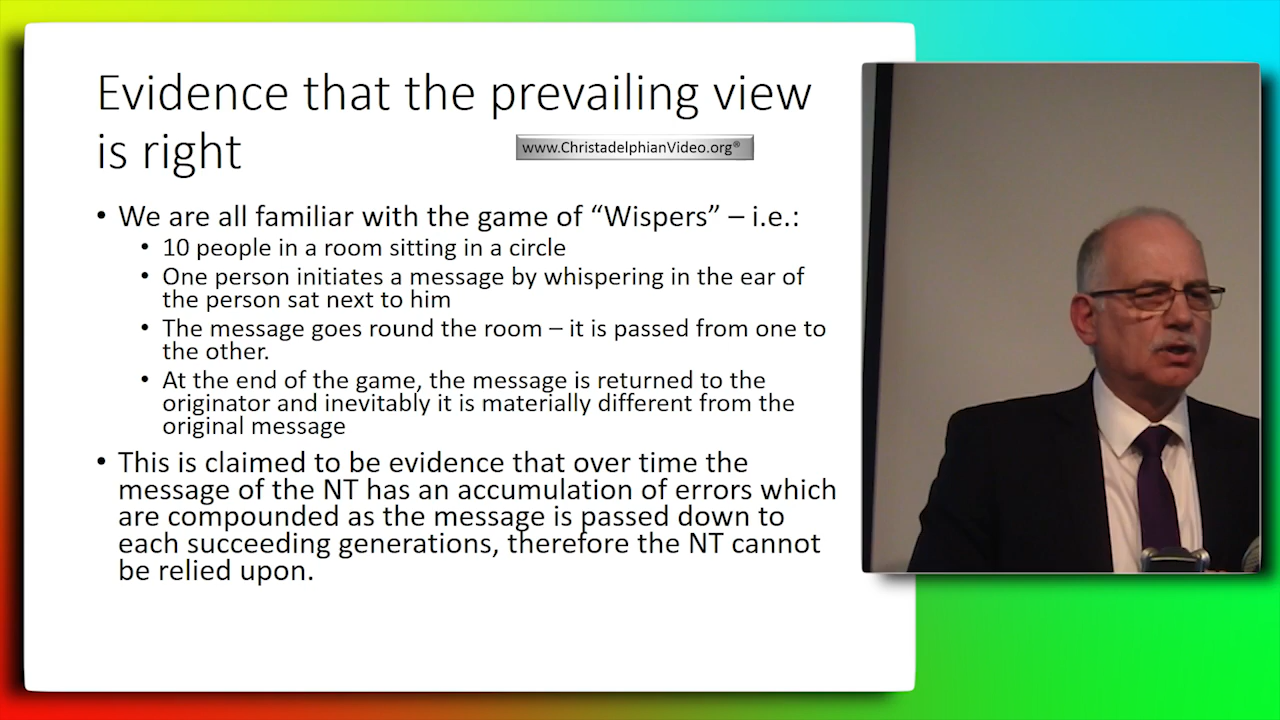 Evidence that the prevailing view
is right
www.ChristadelphianVideo.org®
• We are all familiar with the game of “Wispers” – i.e.:
• 10 people in a room sitting in a circle
• One person initiates a message by whispering in the ear of
the person sat next to him
• The message goes round the room – it is passed from one to
the other.
• At the end of the game, the message is returned to the
originator and inevitably it is materially different from the
original message
• This is claimed to be evidence that over time the
message of the NT has an accumulation of errors which
are compounded as the message is passed down to
each succeeding generations, therefore the NT cannot
be relied upon.